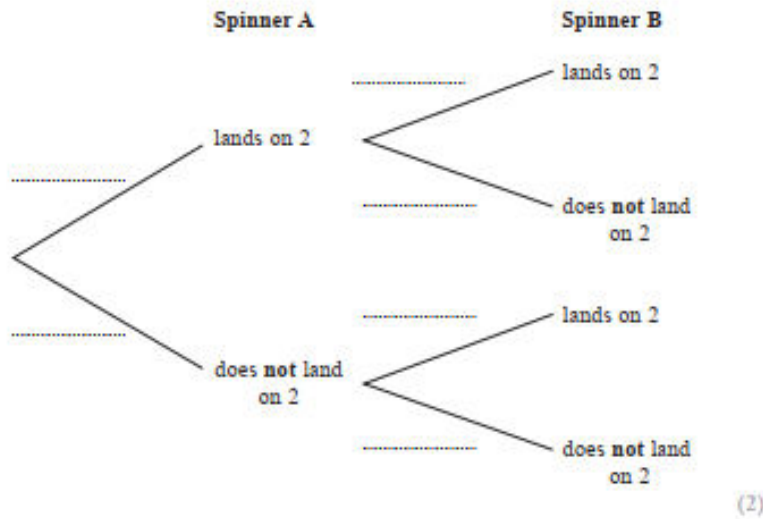 Spinner A
Spinner B
lands on 2
lands on 2
does not land
on 2
lands on 2
does not land
on 2
does not land
on 2
(2)